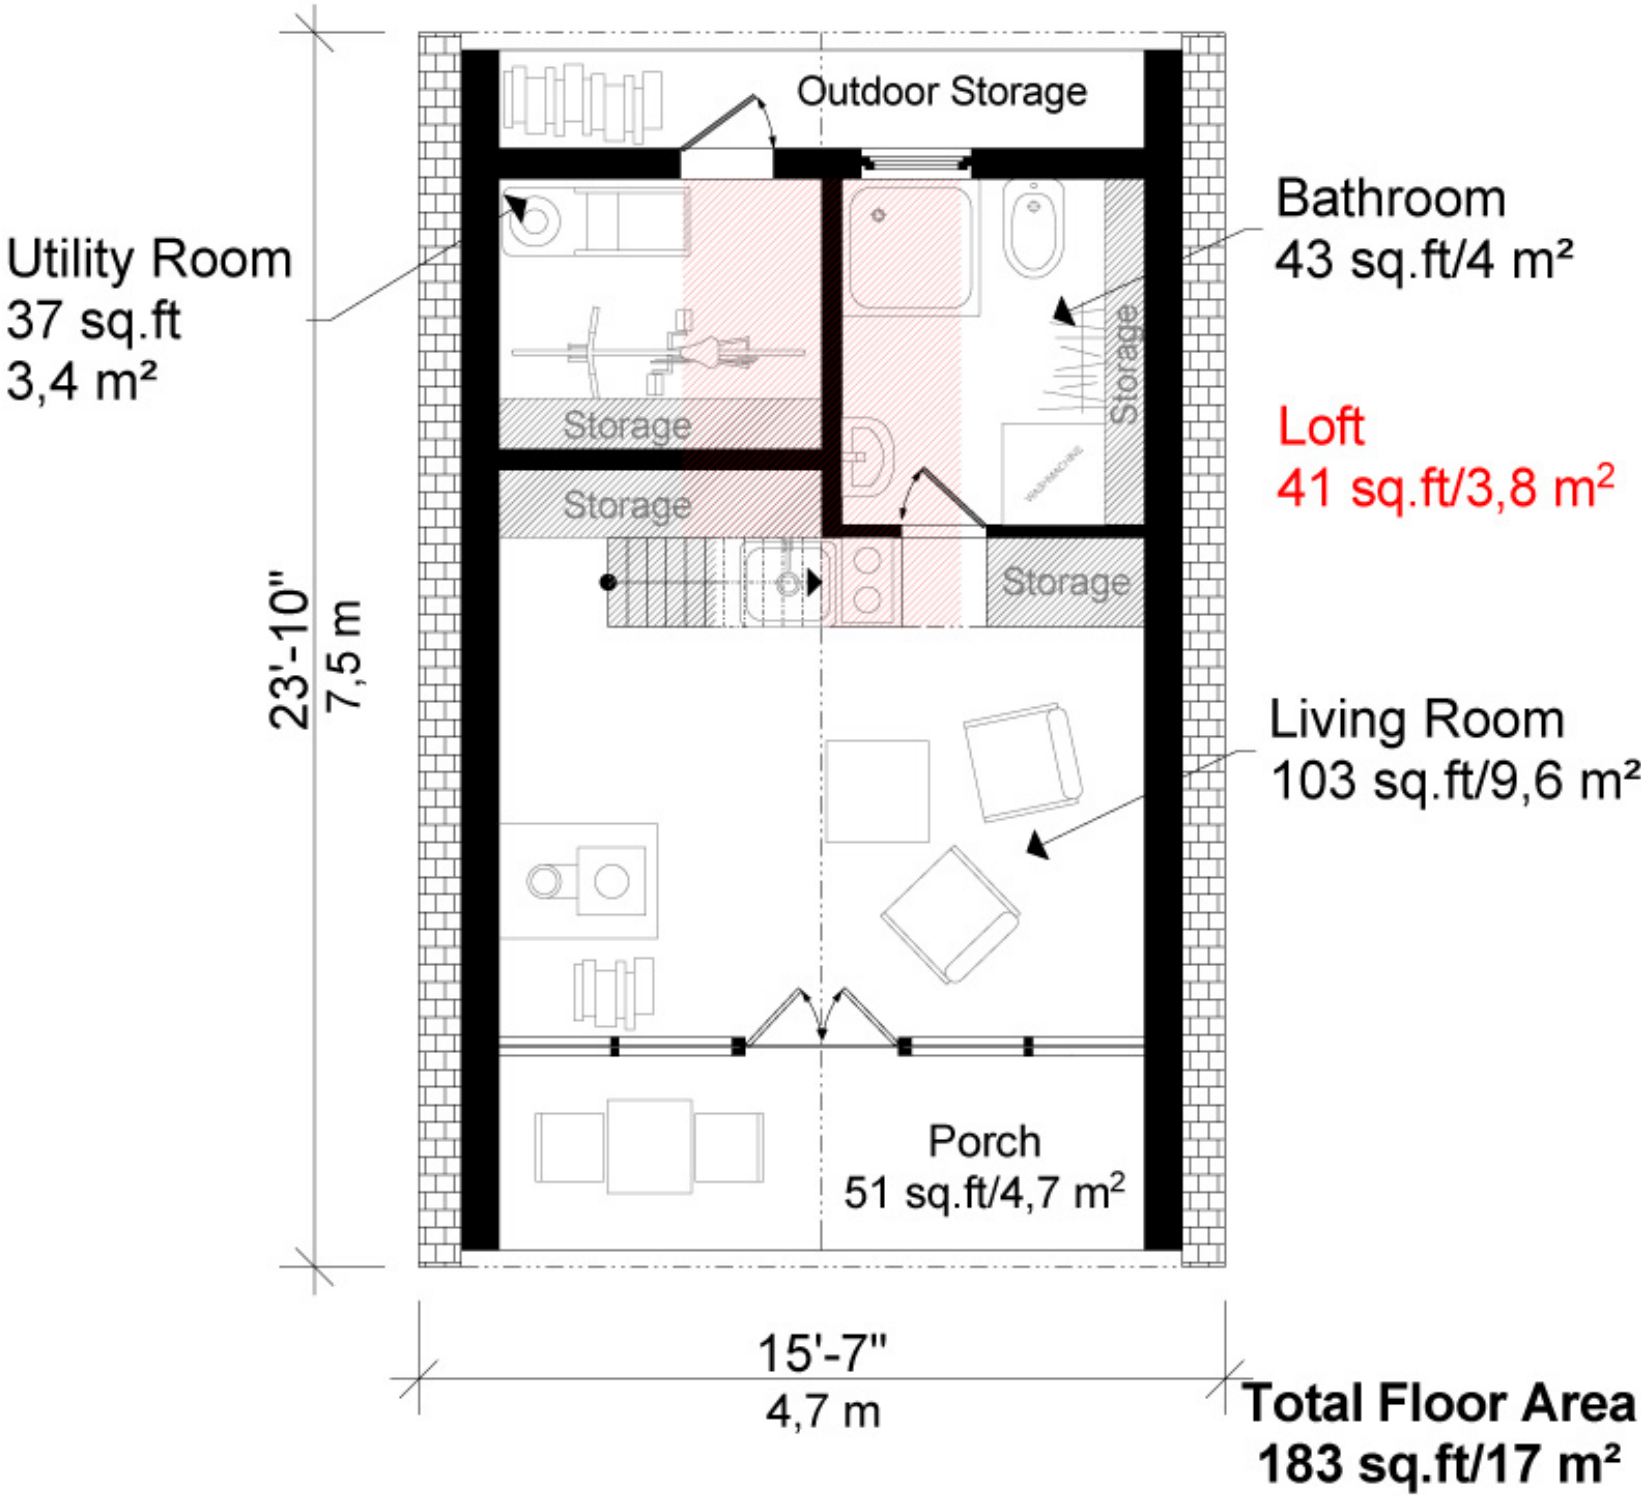 Outdoor Storage
Utility Room
37 sq.ft
3,4 m²
Bathroom
43 sq.ft/4 m²
Storage
Storage
Storage
WASHMACHINE
Loft
41 sq.ft/3,8 m²
Storage
23'-10"
7,5 m
Living Room
103 sq.ft/9,6 m²
Porch
51 sq.ft/4,7 m²
15'-7"
4,7 m
Total Floor Area
183 sq.ft/17 m²